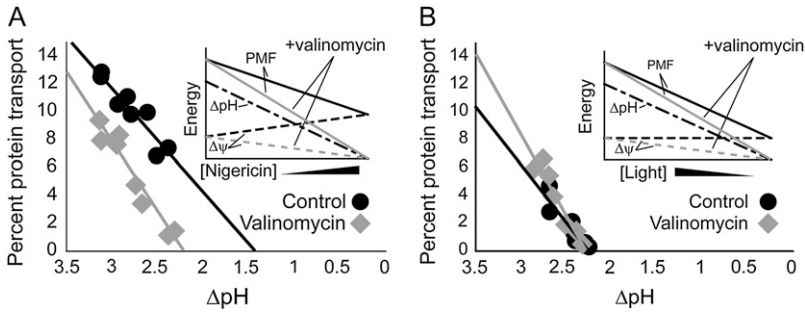 A
Percent protein transport
14
12
10
8
6
4
2
0
3.5 3 2.5 2 1 1 0.5 0
ΔpH
+valinomycin
PMF
Energy
ΔpH
Δψ
[Nigericin]
Control
Valinomycin
B
Percent protein transport
14
12
10
8
6
4
2
0
3.5 3 2.5 2 1 1 0.5 0
ΔpH
+valinomycin
PMF
Energy
ΔpH
Δψ
[Light]
Control
Valinomycin